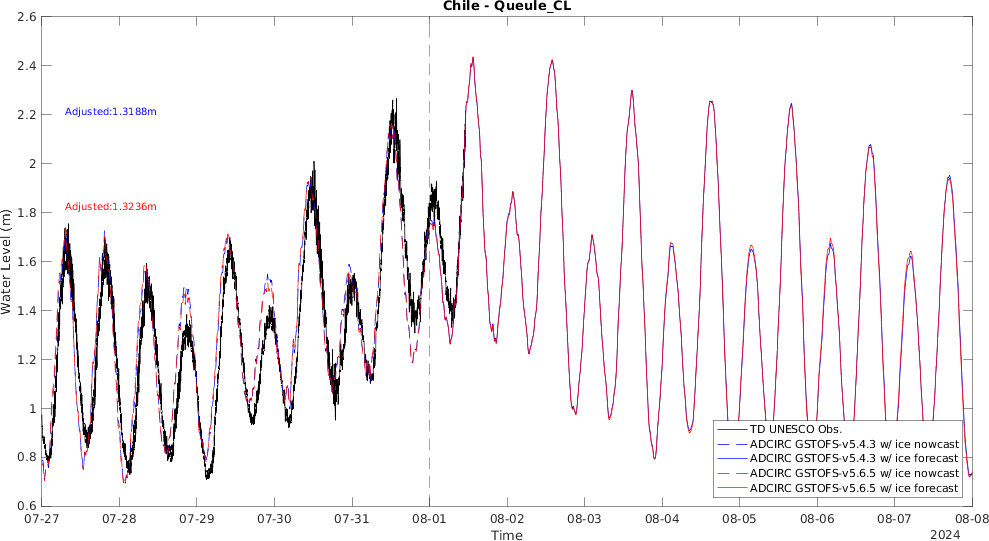 Chile - Queule_CL
2.6
2.4
2.2
2
1.8
1.6
1.4
1.2
1
0.8
0.6
Water Level (m)
Adjusted:1.3188m
Adjusted:1.3236m
TD UNESCO Obs.
ADCIRC GSTOFS-v5.4.3 w/ ice nowcast
ADCIRC GSTOFS-v5.4.3 w/ ice forecast
ADCIRC GSTOFS-v5.6.5 w/ ice nowcast
ADCIRC GSTOFS-v5.6.5 w/ ice forecast
07-27 07-28 07-29 07-30 07-31 08-01 08-02 08-03 08-04 08-05 08-06 08-07 08-08
Time
2024